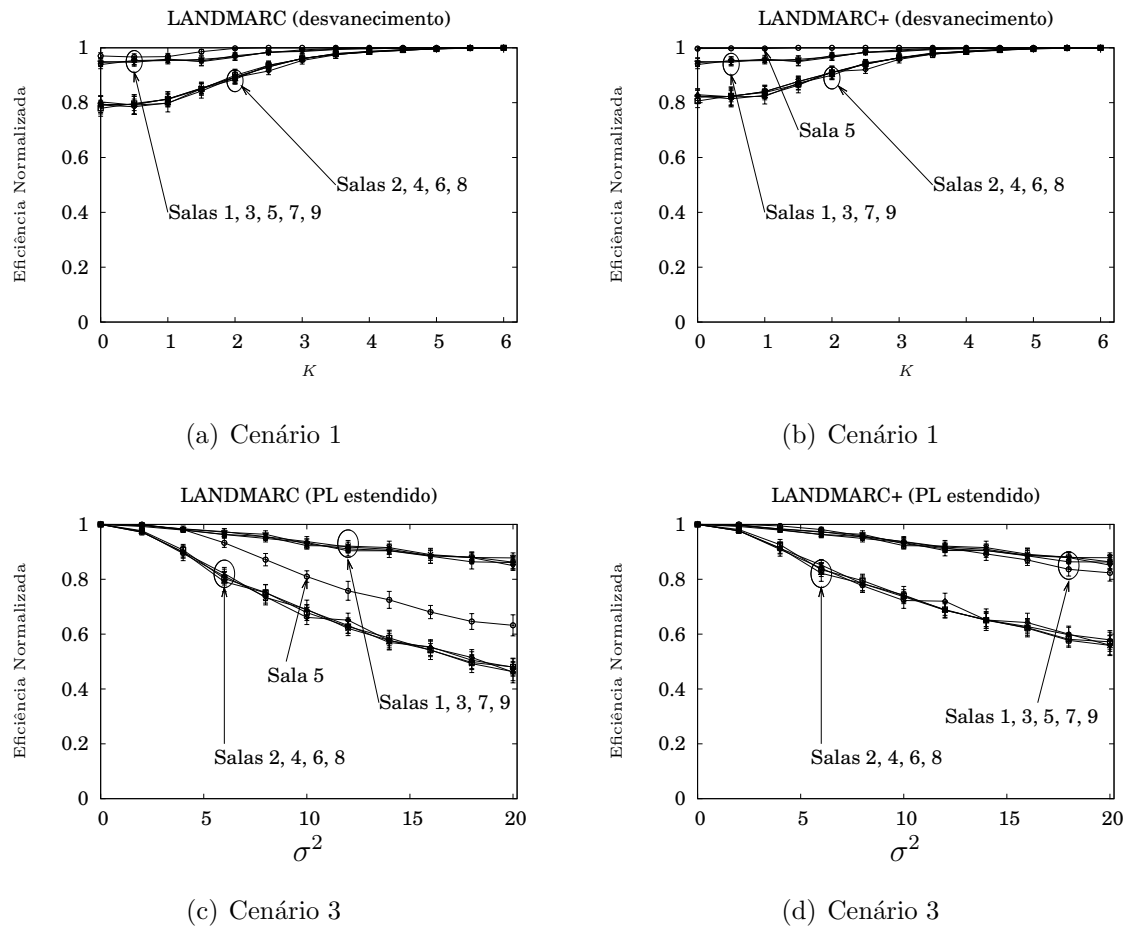 LANDMARC (desvanecimento)
Eficiência Normalizada
1
0.8
0.6
0.4
0.2
0
Salas 2, 4, 6, 8
Salas 1, 3, 5, 7, 9
0 1 2 3 4 5 6
K
(a) Cenário 1
LANDMARC+ (desvanecimento)
Eficiência Normalizada
1
0.8
0.6
0.4
0.2
0
Sala 5
Salas 2, 4, 6, 8
Salas 1, 3, 7, 9
0 1 2 3 4 5 6
K
(b) Cenário 1
LANDMARC (PL estendido)
Eficiência Normalizada
1
0.8
0.6
0.4
0.2
0
Sala 5
Salas 1, 3, 7, 9
Salas 2, 4, 6, 8
0 5 10 15 20
σ²
(c) Cenário 3
LANDMARC+ (PL estendido)
Eficiência Normalizada
1
0.8
0.6
0.4
0.2
0
Salas 1, 3, 5, 7, 9
Salas 2, 4, 6, 8
0 5 10 15 20
σ²
(d) Cenário 3